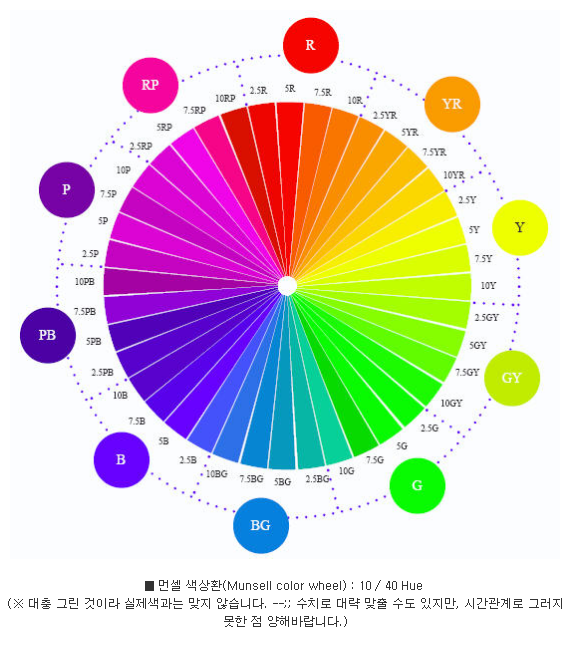 R
YR
Y
GY
G
BG
B
PB
P
RP
2.5R
5R
7.5R
10R
2.5YR
5YR
7.5YR
10YR
2.5Y
5Y
7.5Y
10Y
2.5GY
5GY
7.5GY
10GY
2.5G
5G
7.5G
10G
2.5BG
5BG
7.5BG
10BG
2.5B
5B
7.5B
10B
2.5PB
5PB
7.5PB
10PB
2.5P
5P
7.5P
10P
2.5RP
5RP
7.5RP
10RP
■ 먼셀 색상환(Munsell color wheel) : 10 / 40 Hue
(※ 대충 그린 것이라 실제색과는 맞지 않습니다. --;; 수치로 대략 맞출 수도 있지만, 시간관계로 그러지
못한 점 양해바랍니다.)